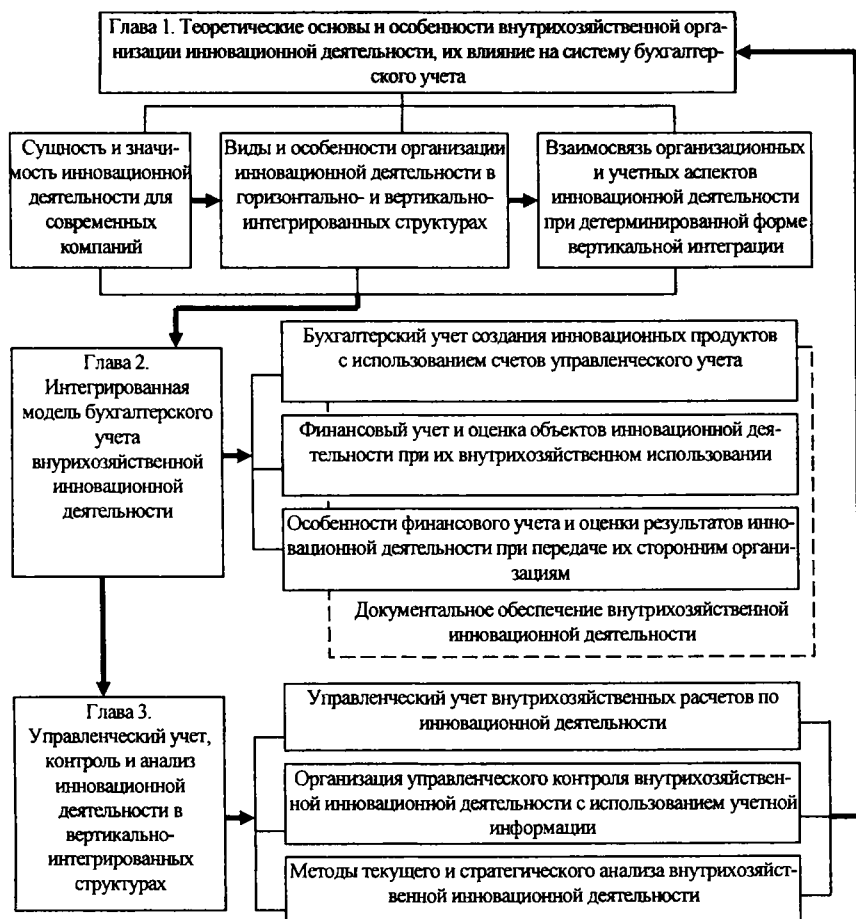 Глава 1. Теоретические основы и особенности внутрихозяйственной орга-
низации инновационной деятельности, их влияние на систему бухгалтер-
ского учета
Сущность и значи-
мость инновационной
деятельности для
современных
компаний
Виды и особенности организации
инновационной деятельности в
горизонтально- и вертикально-
интегрированных структурах
Взаимосвязь организационных
и учетных аспектов
инновационной деятельности
при детерминированной форме
вертикальной интеграции
Глава 2.
Интегрированная
модель бухгалтерского
учета
внурихозяйственной
инновационной
деятельности
Бухгалтерский учет создания инновационных продуктов
с использованием счетов управленческого учета
Финансовый учет и оценка объектов инновационной дея-
тельности при их внутрихозяйственном использовании
Особенности финансового учета и оценки результатов инно-
вационной деятельности при передаче их сторонним органи-
зациям
Документальное обеспечение внутрихозяйственной
инновационной деятельности
Глава 3.
Управленческий учет,
контроль и анализ
инновационной
деятельности в
вертикально-
интегрированных
структурах
Управленческий учет внутрихозяйственных расчетов по
инновационной деятельности
Организация управленческого контроля внутрихозяйствен-
ной инновационной деятельности с использованием учетной
информации
Методы текущего и стратегического анализа внутрихозяйст-
венной инновационной деятельности